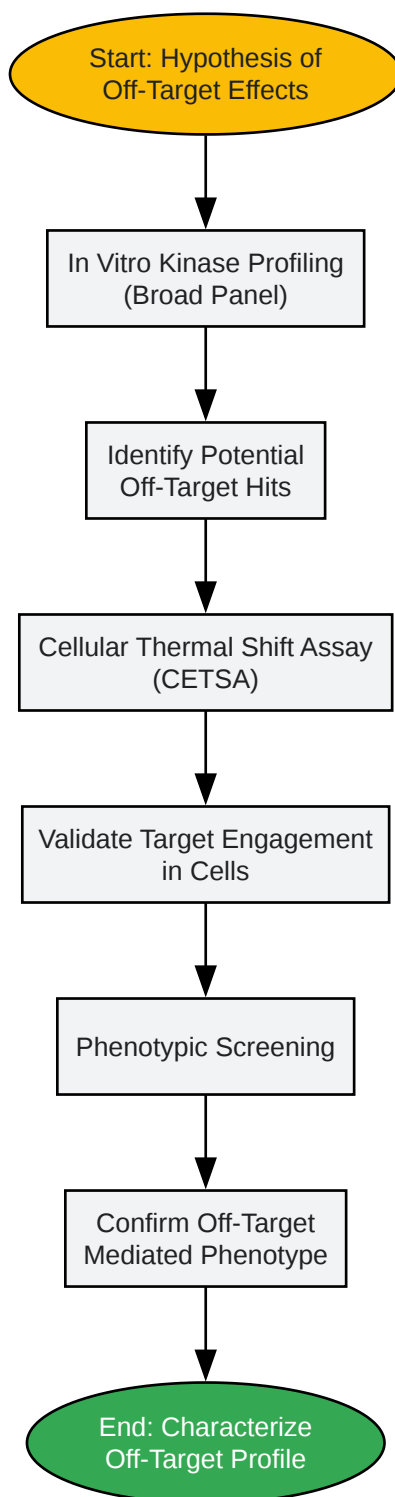 Start: Hypothesis of
Off-Target Effects
In Vitro Kinase Profiling
(Broad Panel)
Identify Potential
Off-Target Hits
Cellular Thermal Shift Assay
(CETSA)
Validate Target Engagement
in Cells
Phenotypic Screening
Confirm Off-Target
Mediated Phenotype
End: Characterize
Off-Target Profile